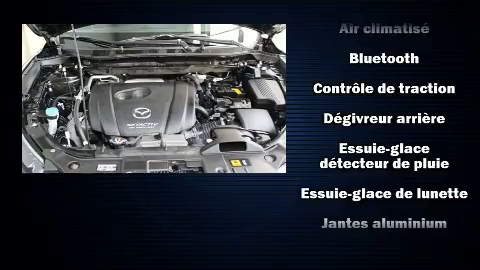 Air climatisé
Bluetooth
Contrôle de traction
Dégivreur arrière
Essuie-glace
détecteur de pluie
Essuie-glace de lunette
Jantes aluminium
SKYACTIV